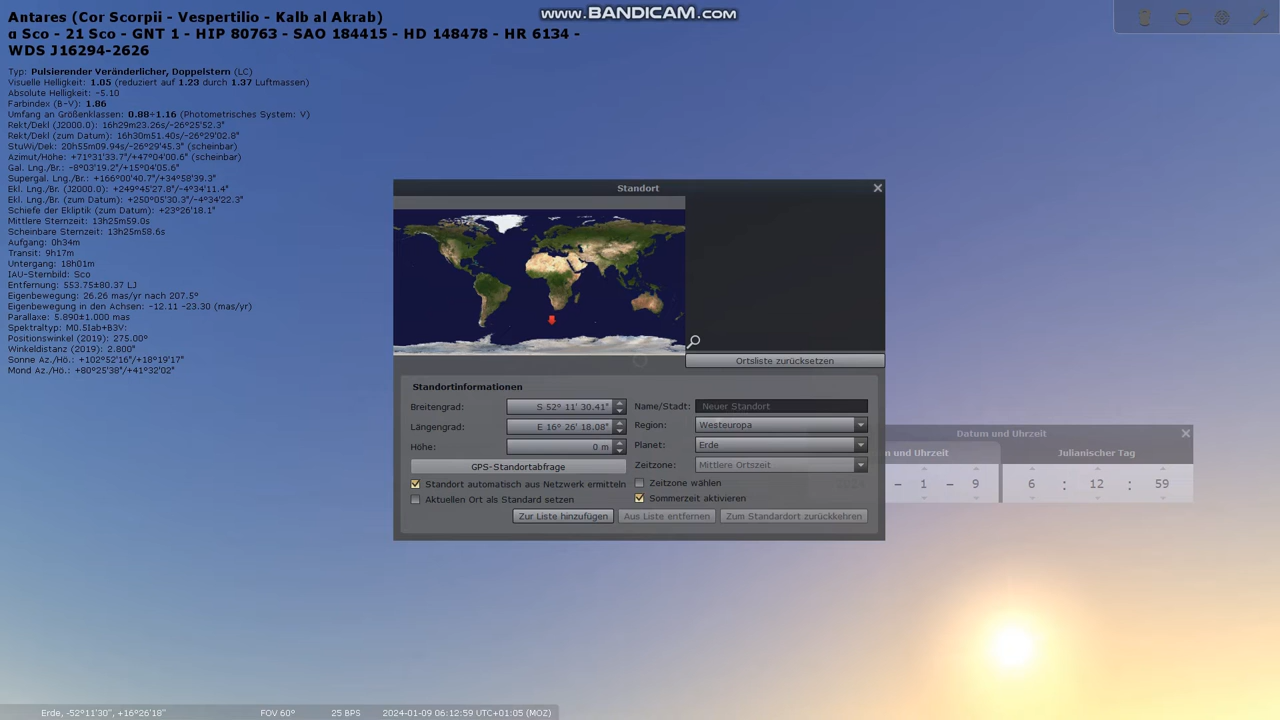 www.BANDICAM.com
Antares (Cor Scorpii - Vespertilio - Kalb al Akrab)
α Sco - 21 Sco - GNT 1 - HIP 80763 - SAO 184415 - HD 148478 - HR 6134 -
WDS J16294-2626
Typ: Pulsierender Veränderlicher, Doppelstern (LC)
Visuelle Helligkeit: 1.05 (reduziert auf 1.23 durch 1.37 Luftmassen)
Absolute Helligkeit: -5.10
Farbindex (B-V): 1.86
Umfang an Größenklassen: 0.88÷1.16 (Photometrisches System: V)
Rekt/Dekl (J2000.0): 16h29m23.26s/-26°25'52.3"
Rekt/Dekl (zum Datum): 16h30m51.40s/-26°29'02.8"
StuWi/Dek: 20h55m09.94s/-26°29'45.3" (scheinbar)
Azimut/Höhe: +71°31'33.7"/+47°04'00.6" (scheinbar)
Gal. Lng./Br.: -8°03'19.2"/+15°04'05.6"
Supergal. Lng./Br.: +166°00'40.7"/+34°58'39.3"
Ekl. Lng./Br. (J2000.0): +249°45'27.8"/-4°34'11.4"
Ekl. Lng./Br. (zum Datum): +250°05'30.3"/-4°34'22.3"
Schiefe der Ekliptik (zum Datum): +23°26'18.1"
Mittlere Sternzeit: 13h25m59.0s
Scheinbare Sternzeit: 13h25m58.6s
Aufgang: 0h34m
Transit: 9h17m
Untergang: 18h01m
IAU-Sternbild: Sco
Entfernung: 553.75±80.37 LJ
Eigenbewegung: 26.26 mas/yr nach 207.5°
Eigenbewegung in den Achsen: -12.11 -23.30 (mas/yr)
Parallaxe: 5.890±1.000 mas
Spektraltyp: M0.5Iab+B3V:
Positionswinkel (2019): 275.00°
Winkeldistanz (2019): 2.800"
Sonne Az./Hö.: +102°52'16"/+18°19'17"
Mond Az./Hö.: +80°25'38"/+41°32'02"
Standort
Ortsliste zurücksetzen
Standortinformationen
Breitengrad: S 52° 11' 30.41"
Längengrad: E 16° 26' 18.08"
Höhe: 0 m
GPS-Standortabfrage
Standort automatisch aus Netzwerk ermitteln
Aktuellen Ort als Standard setzen
Name/Stadt: Neuer Standort
Region: Westeuropa
Planet: Erde
Zeitzone: Mittlere Ortszeit
Zeitzone wählen
Sommerzeit aktivieren
Zur Liste hinzufügen Aus Liste entfernen Zum Standardort zurückkehren
Datum und Uhrzeit
und Uhrzeit Julianischer Tag
- 1 - 9 6 : 12 : 59
Erde, -52°11'30", +16°26'18" FOV 60° 25 BPS 2024-01-09 06:12:59 UTC+01:05 (MOZ)